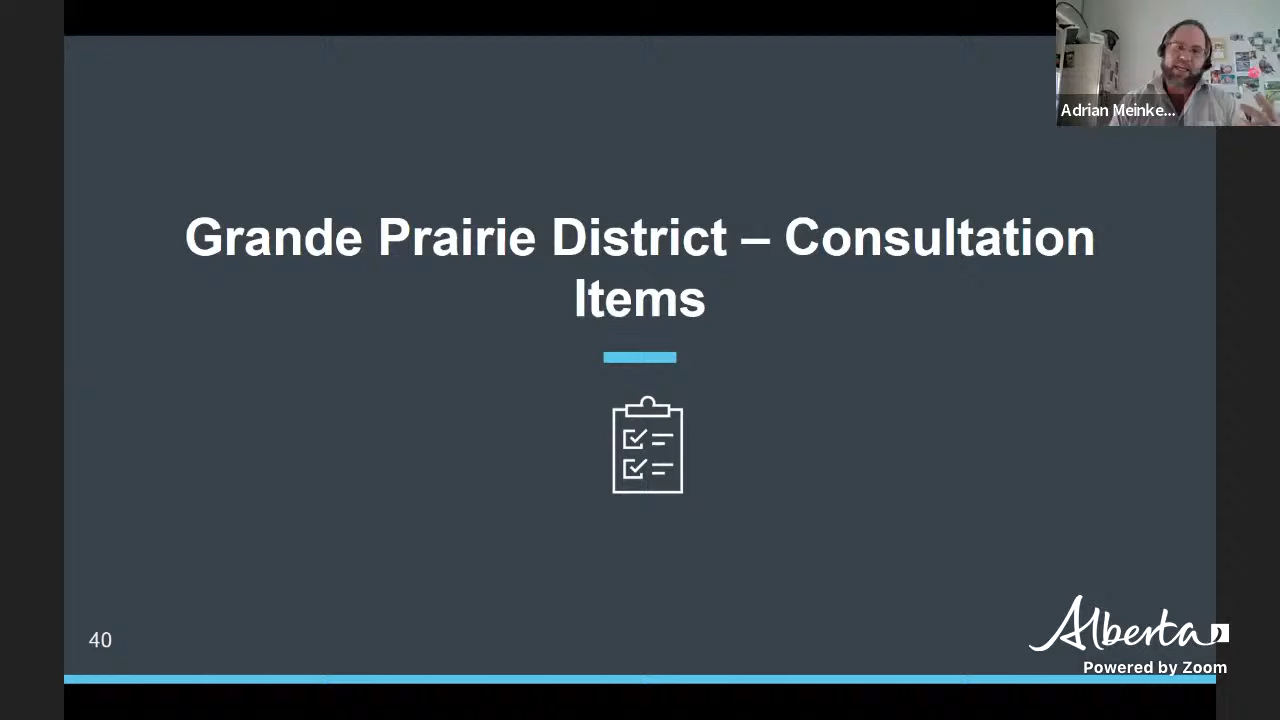 Adrian Meinke...
Grande Prairie District – Consultation
Items
40
Alberta
Powered by Zoom